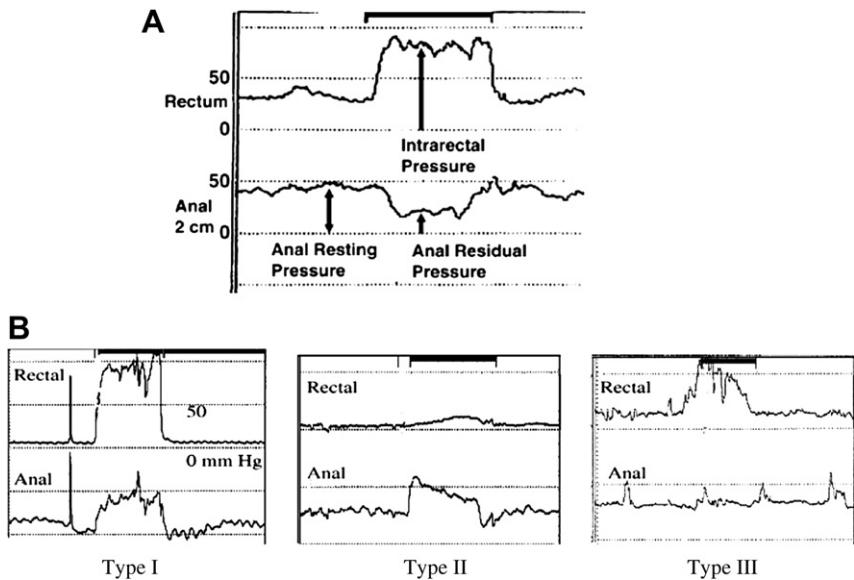 A
50
Rectum
0
Intrarectal
Pressure
50
Anal
2 cm
0
Anal Resting
Pressure
Anal Residual
Pressure
B
Rectal
50
0 mm Hg
Anal
Type I
Rectal
Anal
Type II
Rectal
Anal
Type III